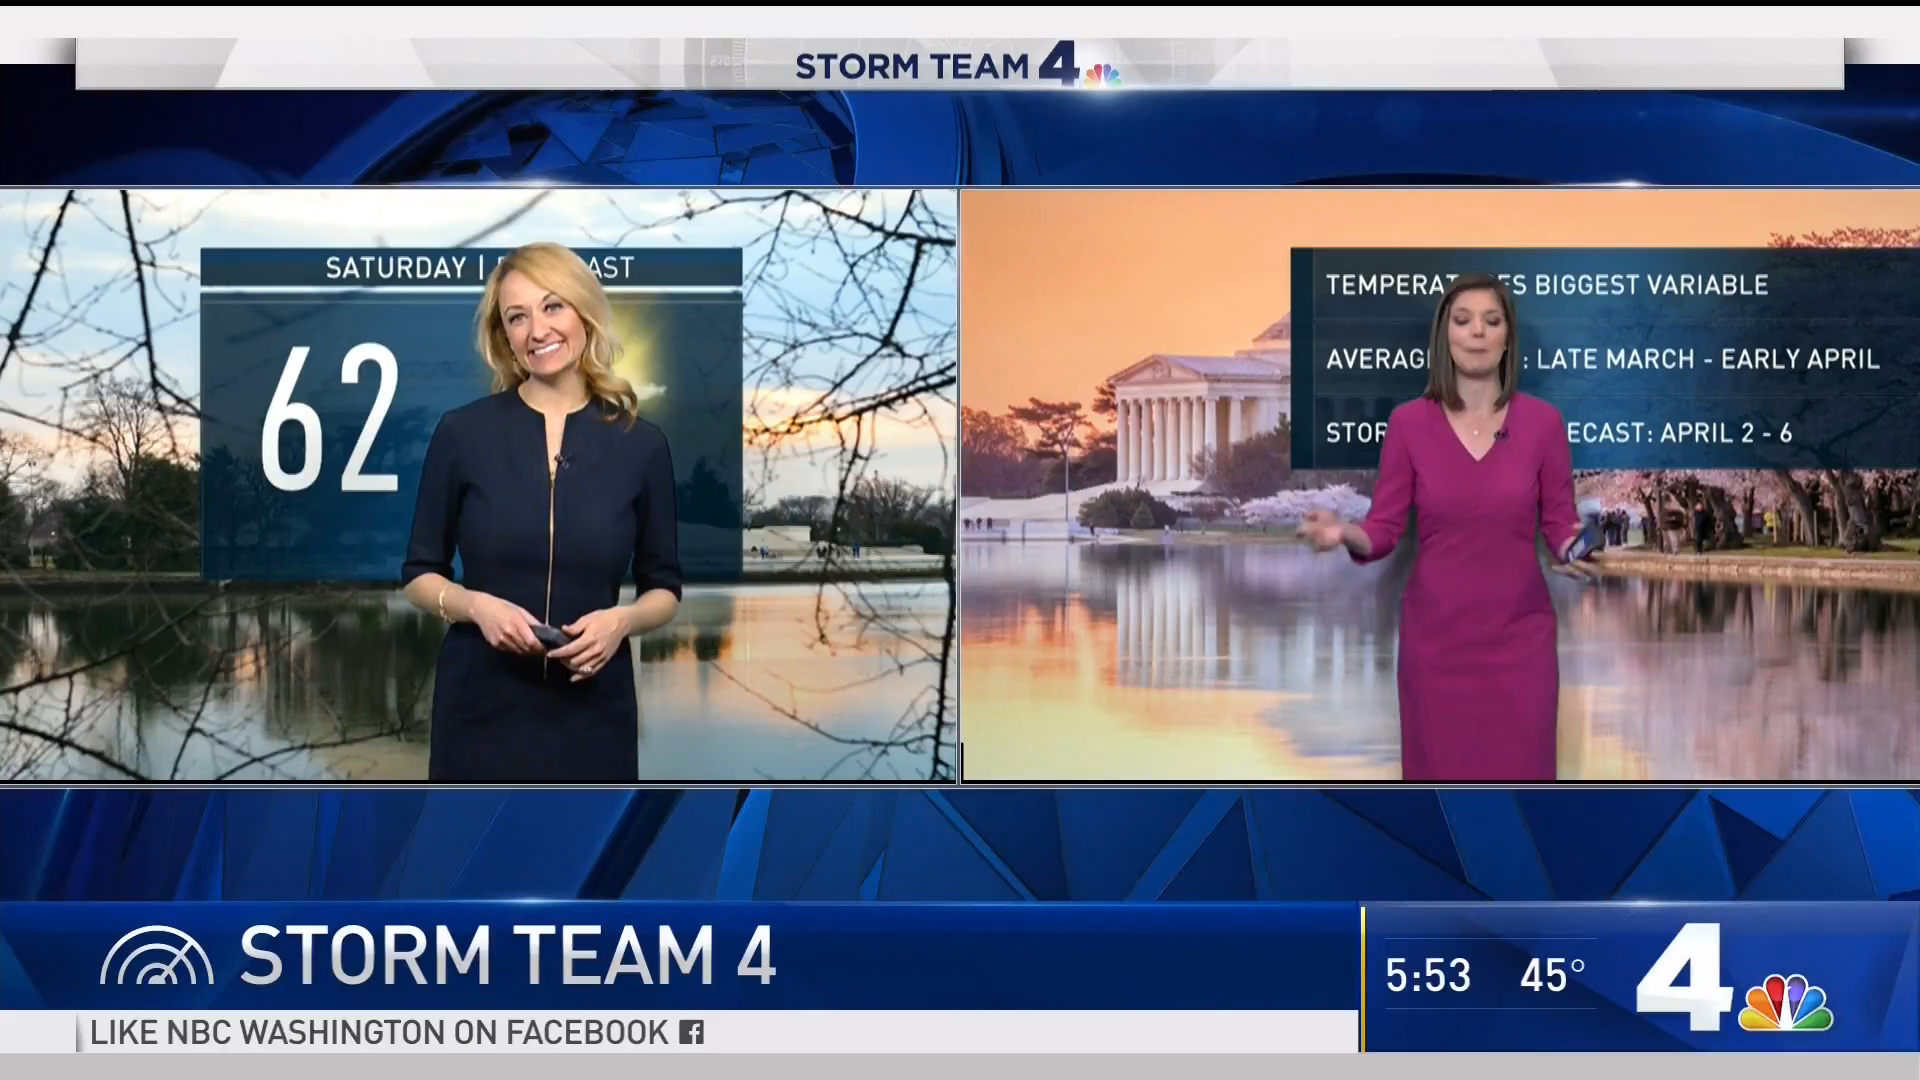 STORM TEAM 4
SATURDAY | AST
62
TEMPERAT ES BIGGEST VARIABLE
AVERAG : LATE MARCH - EARLY APRIL
STOR ECAST: APRIL 2 - 6
STORM TEAM 4
5:53 45° 4
LIKE NBC WASHINGTON ON FACEBOOK